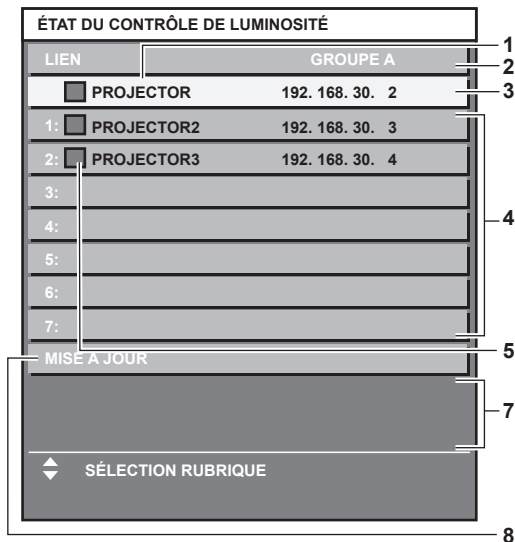 ÉTAT DU CONTRÔLE DE LUMINOSITÉ
LIEN GROUPE A
PROJECTOR 192. 168. 30. 2
1: PROJECTOR2 192. 168. 30. 3
2: PROJECTOR3 192. 168. 30. 4
3:
4:
5:
6:
7:
MISE A JOUR
SÉLECTION RUBRIQUE
1
2
3
4
5
7
8